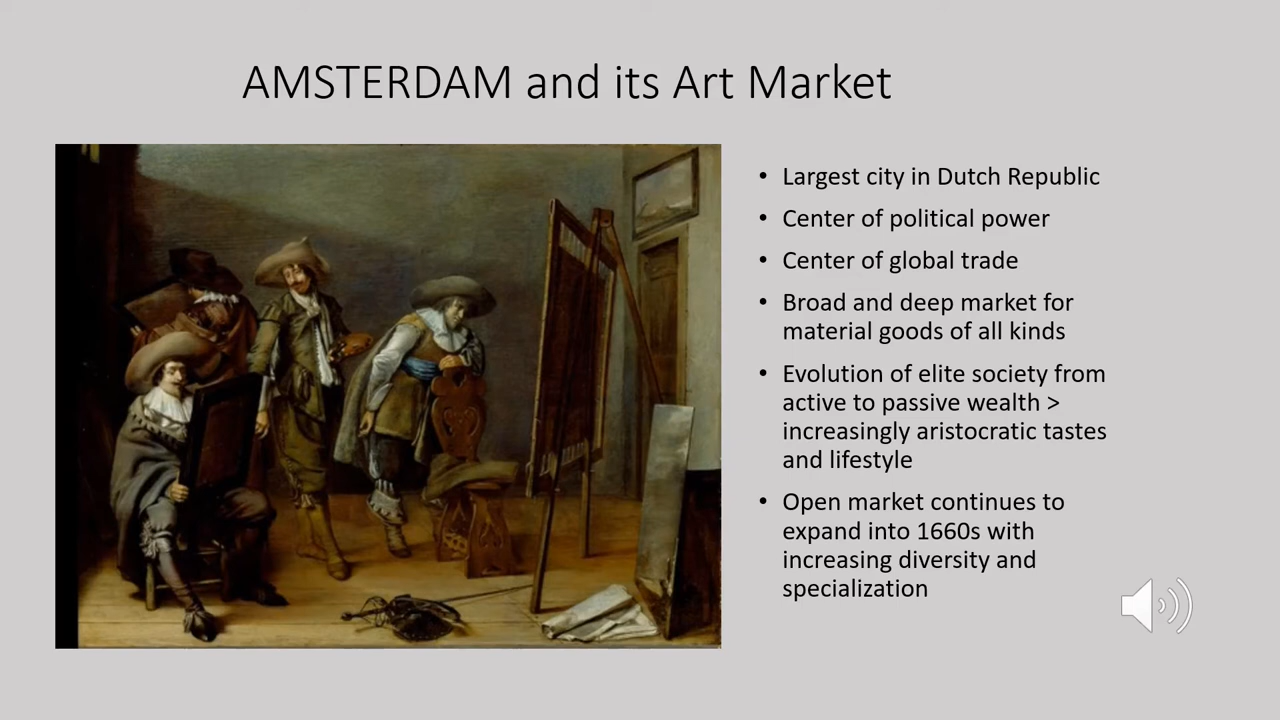 AMSTERDAM and its Art Market
• Largest city in Dutch Republic
• Center of political power
• Center of global trade
• Broad and deep market for
material goods of all kinds
• Evolution of elite society from
active to passive wealth >
increasingly aristocratic tastes
and lifestyle
• Open market continues to
expand into 1660s with
increasing diversity and
specialization